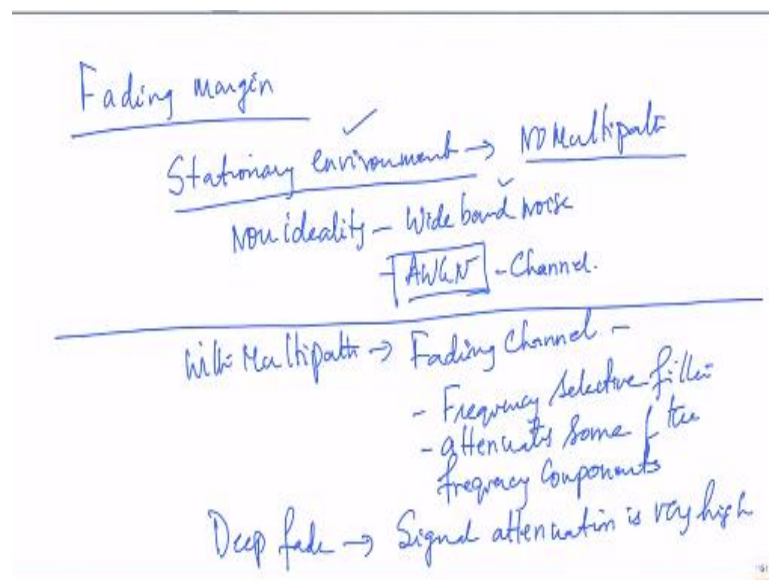 Fading margin
Stationary environment → No Multipath
Non ideality - Wide band noise
- AWGN - Channel.
With Multipath → Fading Channel -
- Frequency selective filter
- attenuates some of the
frequency Components
Deep fade → Signal attenuation is very high